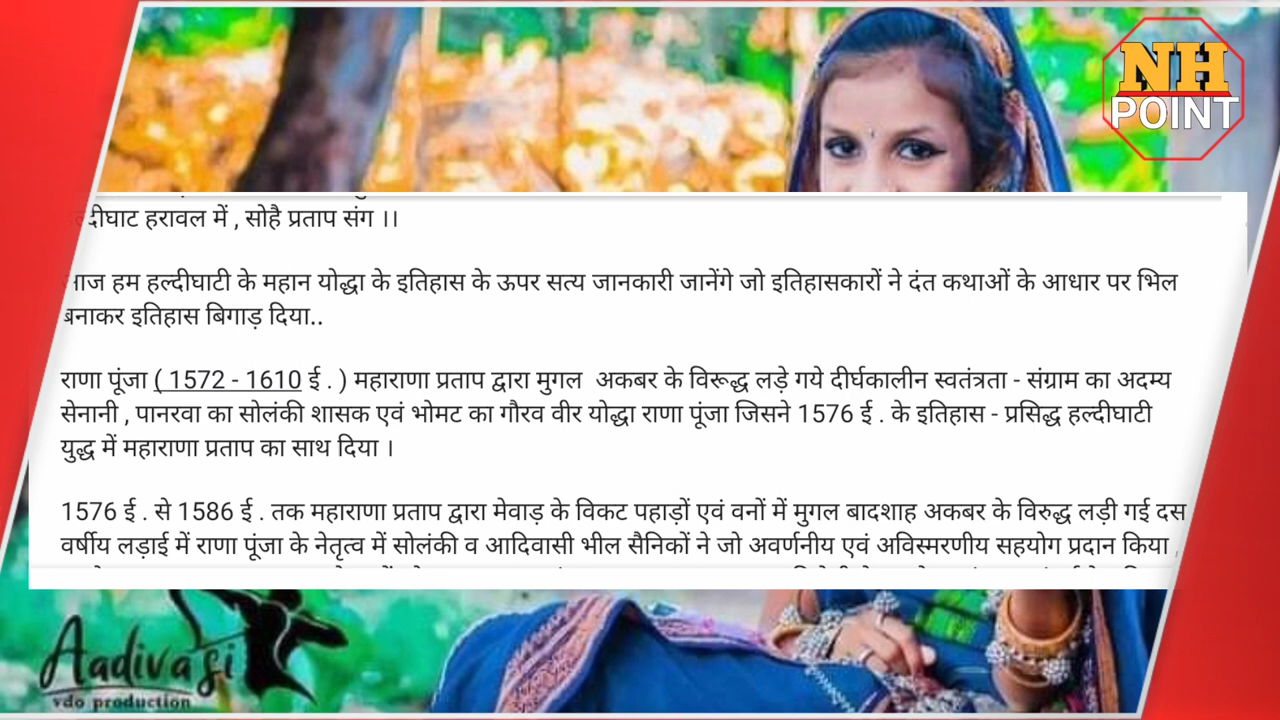 NH
POINT
दीघाट हरावल में , सोहै प्रताप संग ।।
आज हम हल्दीघाटी के महान योद्धा के इतिहास के ऊपर सत्य जानकारी जानेंगे जो इतिहासकारों ने दंत कथाओं के आधार पर भिल
बनाकर इतिहास बिगाड़ दिया..
राणा पूंजा ( 1572 - 1610 ई . ) महाराणा प्रताप द्वारा मुगल अकबर के विरूद्ध लड़े गये दीर्घकालीन स्वतंत्रता - संग्राम का अदम्य
सेनानी , पानरवा का सोलंकी शासक एवं भोमट का गौरव वीर योद्धा राणा पूंजा जिसने 1576 ई . के इतिहास - प्रसिद्ध हल्दीघाटी
युद्ध में महाराणा प्रताप का साथ दिया ।
1576 ई . से 1586 ई . तक महाराणा प्रताप द्वारा मेवाड़ के विकट पहाड़ों एवं वनों में मुगल बादशाह अकबर के विरुद्ध लड़ी गई दस
वर्षीय लड़ाई में राणा पूंजा के नेतृत्व में सोलंकी व आदिवासी भील सैनिकों ने जो अवर्णनीय एवं अविस्मरणीय सहयोग प्रदान किया ,
Aadivasi
vdo production